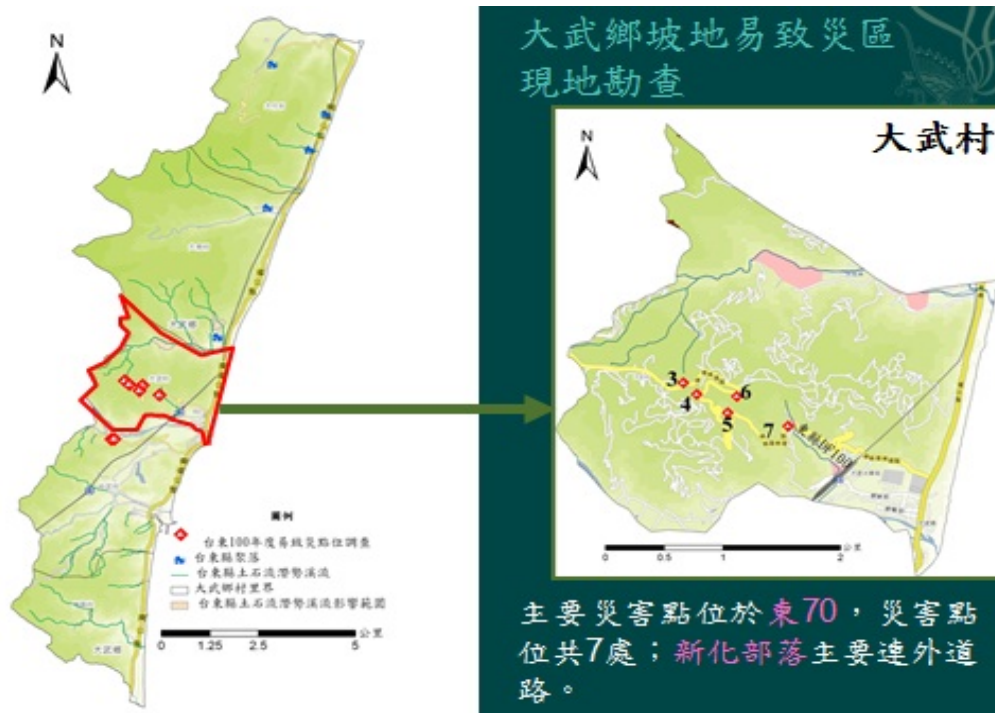 N
大武鄉
圖例
台東100年度易致災點位調查
台東縣聚落
台東縣土石流潛勢溪流
大武鄉村里界
台東縣土石流潛勢溪流影響範圍
0 1.25 2.5 5 公里
大武鄉坡地易致災區
現地勘查
N
大武村
3
4
5
6
7
0 0.5 1 2 公里
主要災害點位於東70，災害點
位共7處；新化部落主要連外道
路。